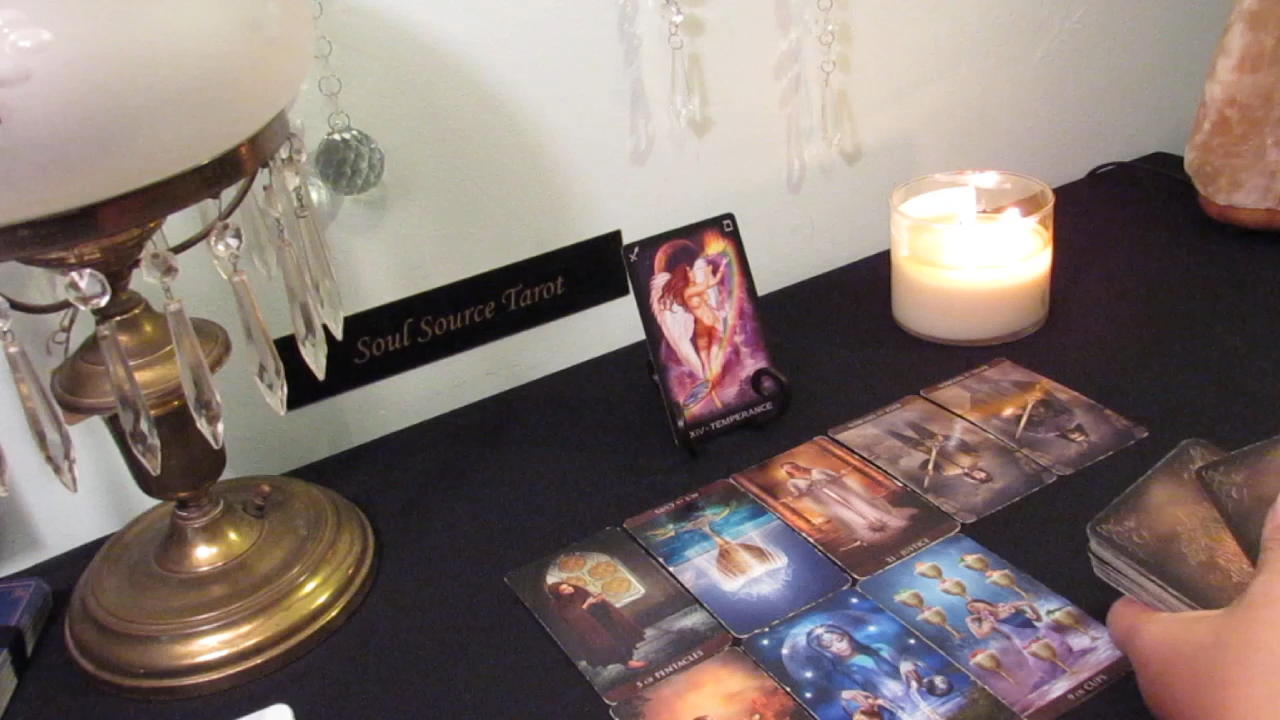 Soul Source Tarot
XIV • TEMPERANCE
XI • JUSTICE
5 OF PENTACLES
9 OF CUPS